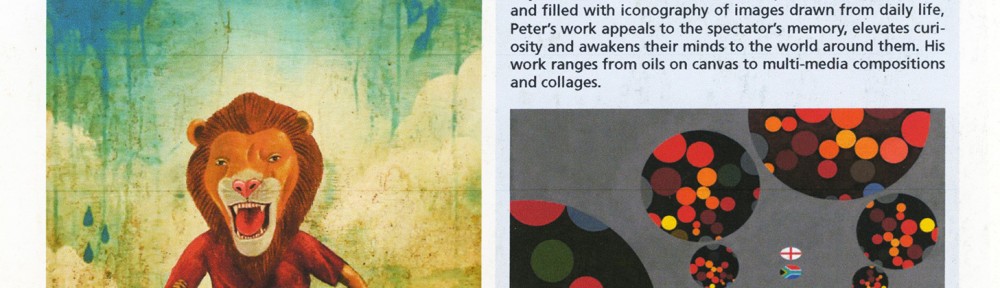 and filled with iconography of images drawn from daily life,
Peter's work appeals to the spectator's memory, elevates curi-
osity and awakens their minds to the world around them. His
work ranges from oils on canvas to multi-media compositions
and collages.